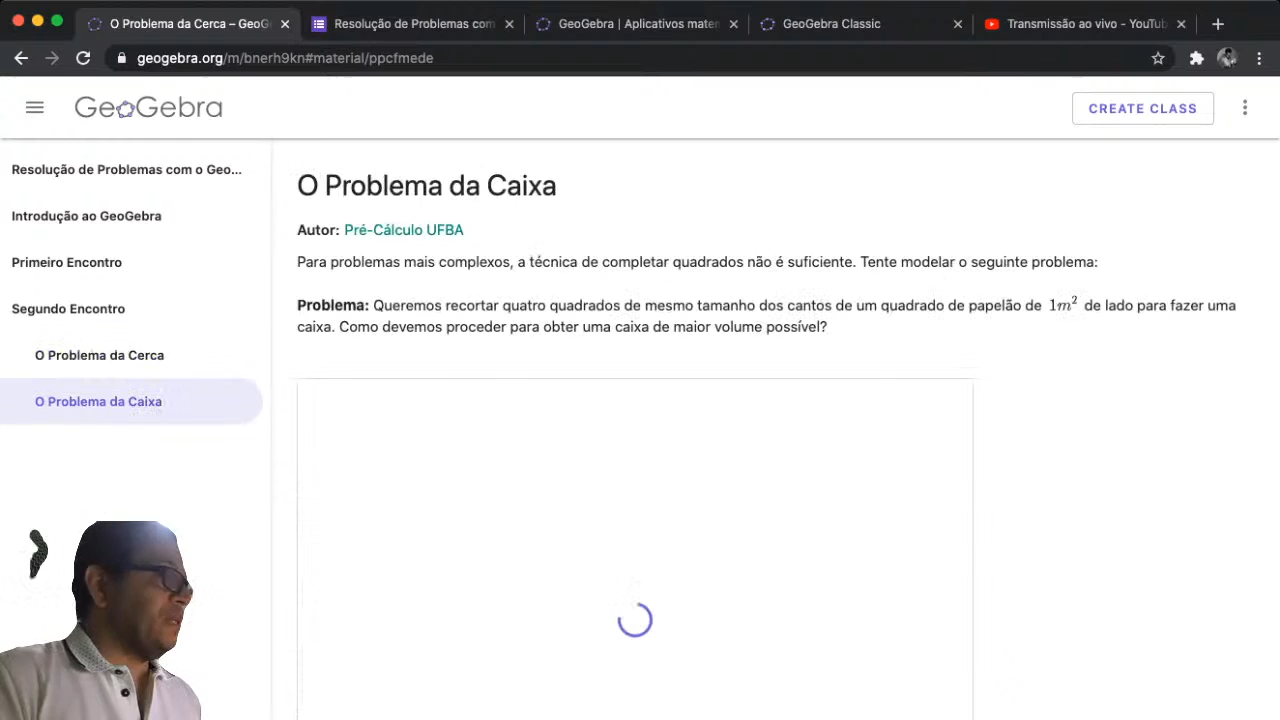 O Problema da Cerca – GeoG
Resolução de Problemas com
GeoGebra | Aplicativos mate
GeoGebra Classic
Transmissão ao vivo - YouTub
geogebra.org/m/bnerh9kn#material/ppcfmede
GeoGebra
CREATE CLASS
Resolução de Problemas com o Geo...
Introdução ao GeoGebra
Primeiro Encontro
Segundo Encontro
O Problema da Cerca
O Problema da Caixa
O Problema da Caixa
Autor: Pré-Cálculo UFBA
Para problemas mais complexos, a técnica de completar quadrados não é suficiente. Tente modelar o seguinte problema:
Problema: Queremos recortar quatro quadrados de mesmo tamanho dos cantos de um quadrado de papelão de 1m² de lado para fazer uma
caixa. Como devemos proceder para obter uma caixa de maior volume possível?